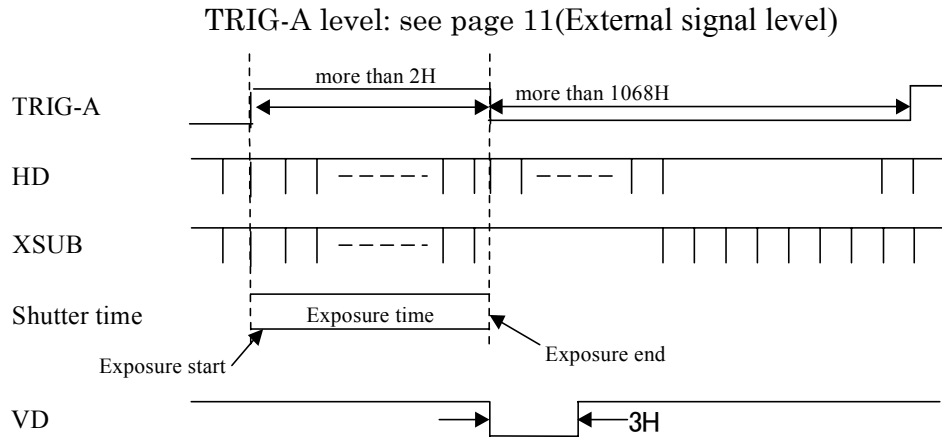 TRIG-A level: see page 11(External signal level)
more than 2H
more than 1068H
TRIG-A
HD
XSUB
Shutter time
Exposure time
Exposure start
Exposure end
VD
3H